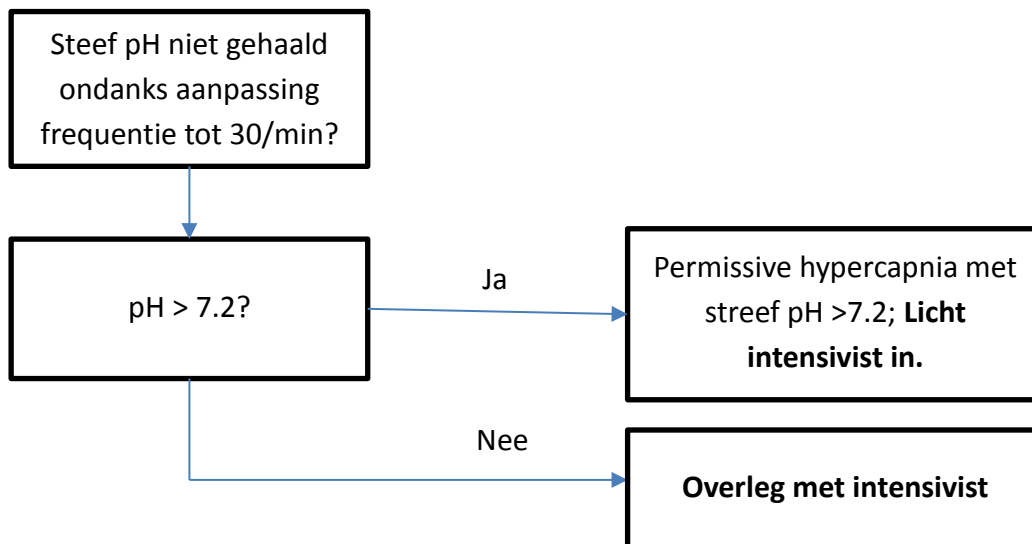 Steef pH niet gehaald
ondanks aanpassing
frequentie tot 30/min?
pH > 7.2?
Ja
Permissive hypercapnia met
streef pH >7.2; Licht
intensivist in.
Nee
Overleg met intensivist